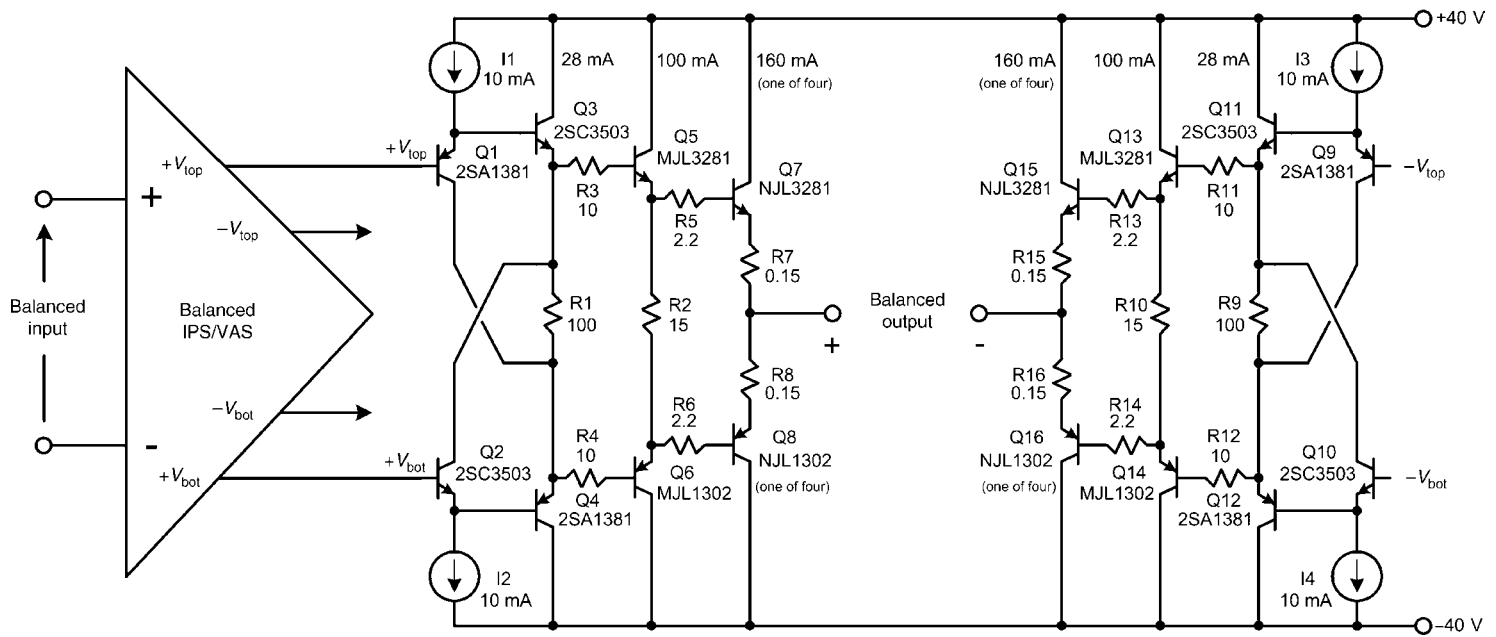 +40 V
I1
10 mA
28 mA
100 mA
160 mA
(one of four)
160 mA
(one of four)
100 mA
28 mA
I3
10 mA
Q3
2SC3503
Q11
2SC3503
Q5
MJL3281
Q13
MJL3281
+Vtop
+Vtop
Q1
2SA1381
Q7
NJL3281
Q15
NJL3281
Q9
2SA1381
−Vtop
R3
10
R11
10
+
−Vtop
R5
2.2
R13
2.2
R7
0.15
R15
0.15
Balanced
input
Balanced
IPS/VAS
R1
100
R2
15
Balanced
output
+
-
R10
15
R9
100
R8
0.15
R16
0.15
−Vbot
-
R6
2.2
R14
2.2
+Vbot
+Vbot
Q2
2SC3503
R4
10
Q8
NJL1302
(one of four)
Q16
NJL1302
(one of four)
R12
10
Q10
2SC3503
−Vbot
Q6
MJL1302
Q14
MJL1302
Q4
2SA1381
Q12
2SA1381
I2
10 mA
I4
10 mA
−40 V